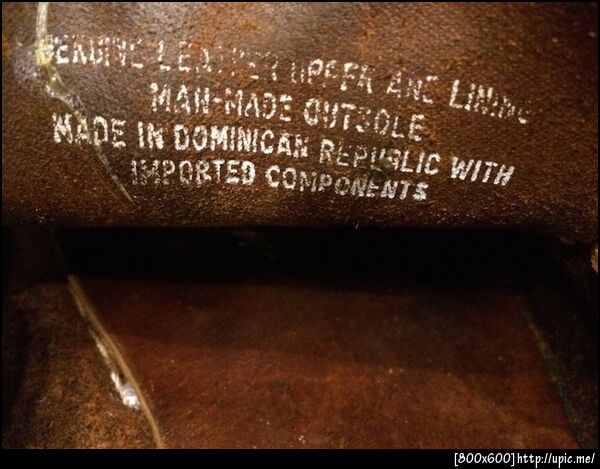 GENUINE LEATHER UPPER AND LINING
MAN-MADE OUTSOLE
MADE IN DOMINICAN REPUBLIC WITH
IMPORTED COMPONENTS
[800x600]http://upic.me/